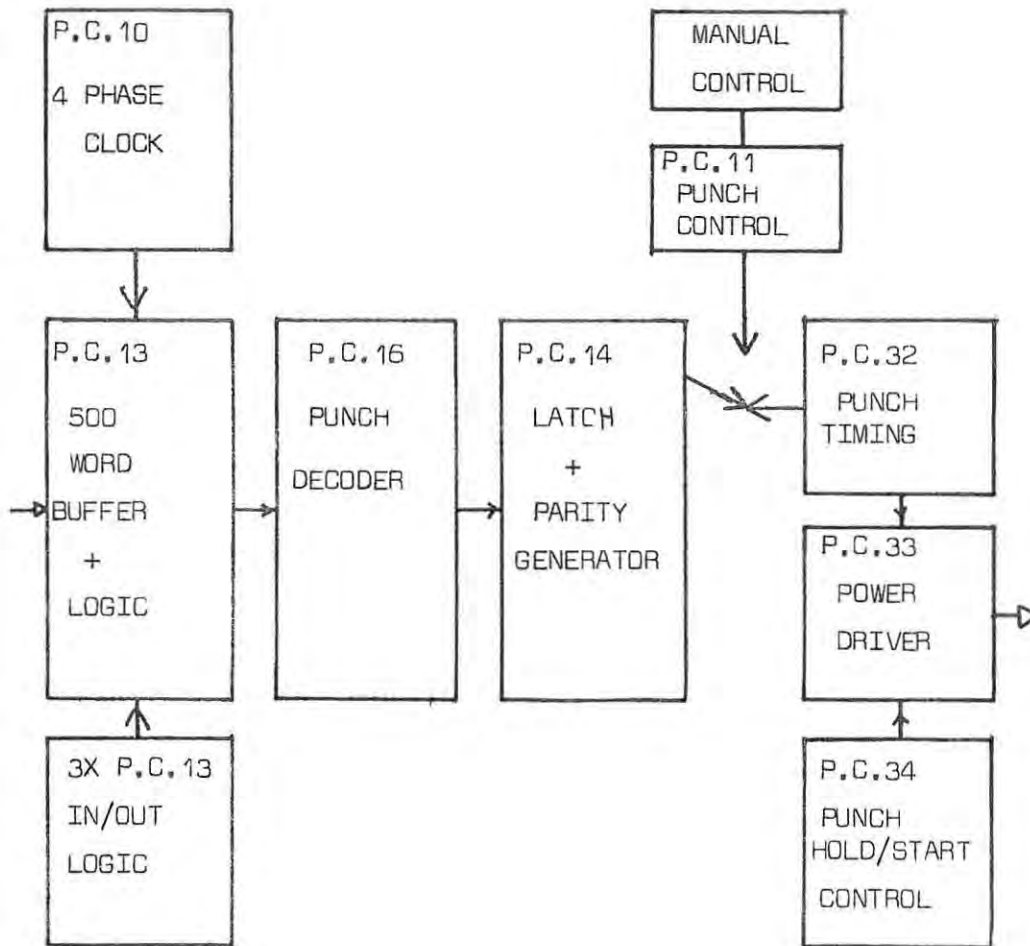 P.C.10
4 PHASE
CLOCK
MANUAL
CONTROL
P.C.11
PUNCH
CONTROL
P.C.13
500
WORD
BUFFER
+
LOGIC
P.C.16
PUNCH
DECODER
P.C.14
LATCH
+
PARITY
GENERATOR
P.C.32
PUNCH
TIMING
P.C.33
POWER
DRIVER
3X P.C.13
IN/OUT
LOGIC
P.C.34
PUNCH
HOLD/START
CONTROL